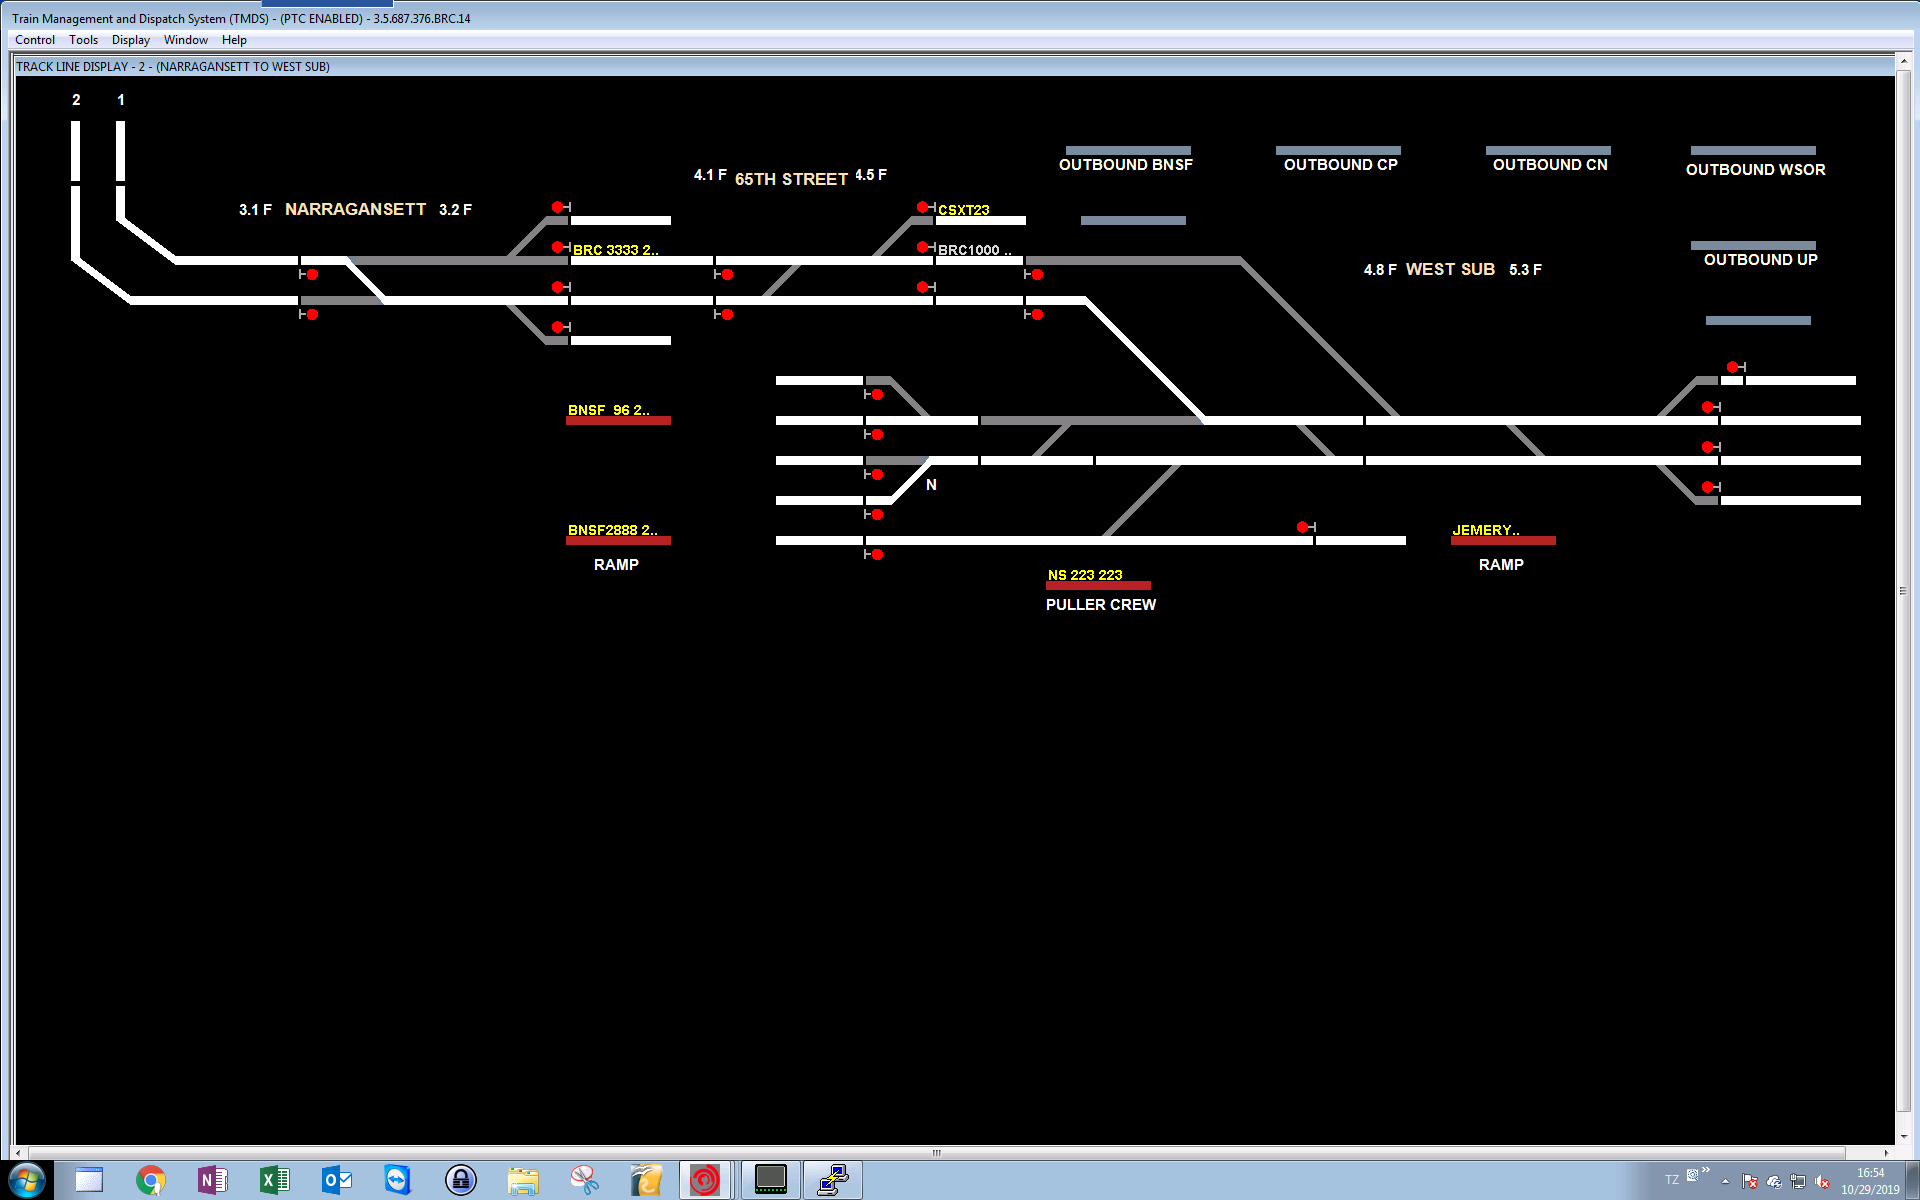 Train Management and Dispatch System (TMDS) - (PTC ENABLED) - 3.5.687.376.BRC.14
Control Tools Display Window Help
TRACK LINE DISPLAY - 2 - (NARRAGANSETT TO WEST SUB)
2 1
OUTBOUND BNSF OUTBOUND CP OUTBOUND CN OUTBOUND WSOR
4.1 F 65TH STREET 4.5 F
3.1 F NARRAGANSETT 3.2 F
CSXT23
BRC 3333 2.. BRC1000 ..
OUTBOUND UP
4.8 F WEST SUB 5.3 F
BNSF  96 2..
N
BNSF2888 2.. JEMERY..
RAMP RAMP
NS 223 223
PULLER CREW
TZ 16:54
10/29/2019